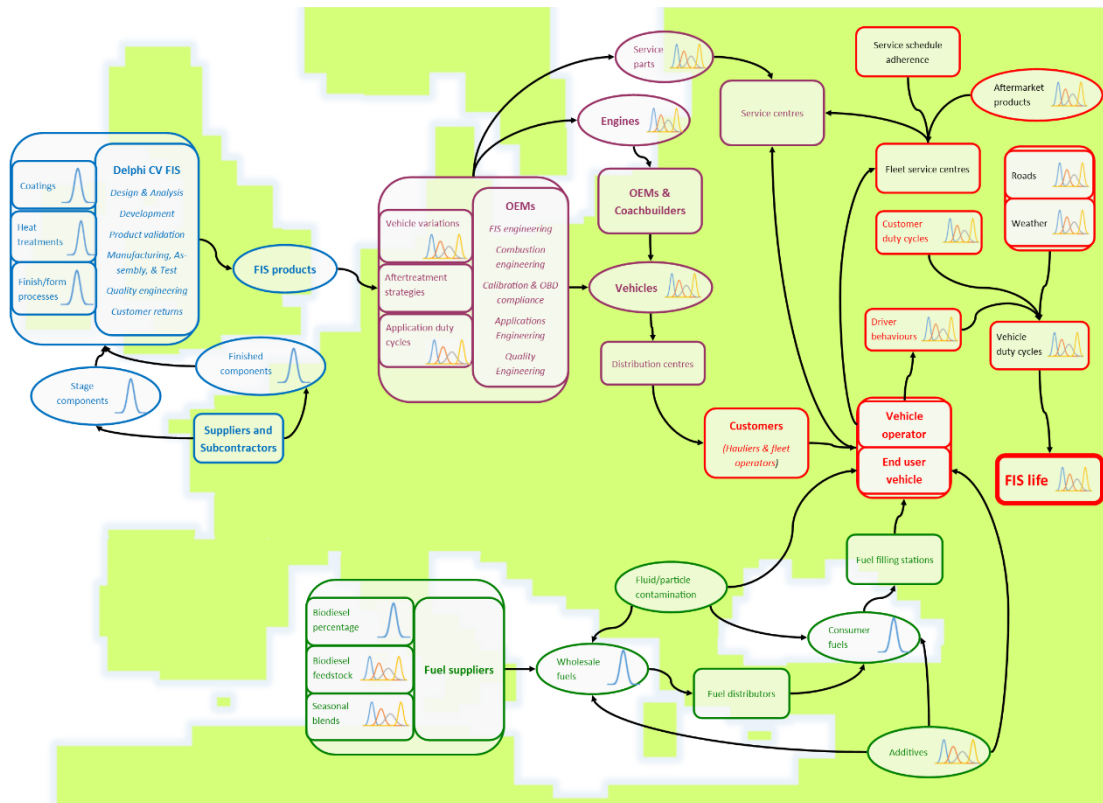 Delphi CV FIS
Design & Analysis
Development
Product validation
Manufacturing, As-
sembly, & Test
Quality engineering
Customer returns
Coatings
Heat
treatments
Finish/form
processes
Stage
components
Finished
components
Suppliers and
Subcontractors
FIS products
OEMs
FIS engineering
Combustion
engineering
Calibration & OBD
compliance
Applications
Engineering
Quality
Engineering
Vehicle variations
Aftertreatment
strategies
Application duty
cycles
Service
parts
Engines
OEMs &
Coachbuilders
Vehicles
Distribution centres
Service centres
Service schedule
adherence
Aftermarket
products
Fleet service centres
Roads
Weather
Customer
duty cycles
Driver
behaviours
Vehicle
duty cycles
Customers
(Hauliers & fleet
operators)
Vehicle
operator
End user
vehicle
FIS life
Fuel filling stations
Fluid/particle
contamination
Consumer
fuels
Biodiesel
percentage
Biodiesel
feedstock
Seasonal
blends
Fuel suppliers
Wholesale
fuels
Fuel distributors
Additives